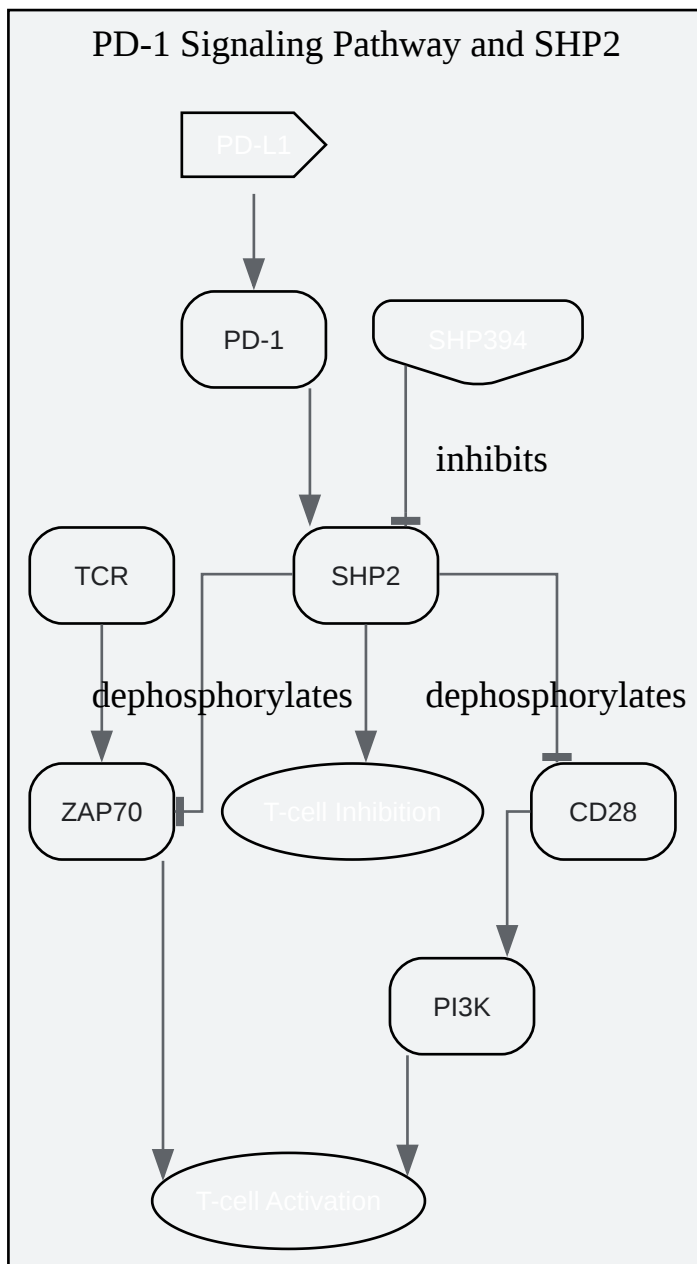 PD-1 Signaling Pathway and SHP2
PD-L1
PD-1
SHP394
inhibits
TCR
SHP2
dephosphorylates
dephosphorylates
ZAP70
T-cell Inhibition
CD28
PI3K
T-cell Activation